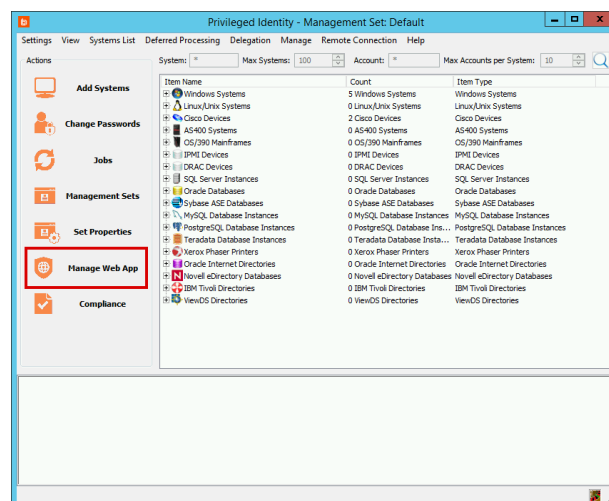 Privileged Identity - Management Set: Default
Settings View Systems List Deferred Processing Delegation Manage Remote Connection Help
Actions
System: * Max Systems: 100 Account: * Max Accounts per System: 10
Add Systems
Change Passwords
Jobs
Management Sets
Set Properties
Manage Web App
Compliance
Item Name Count Item Type
Windows Systems 5 Windows Systems Windows Systems
Linux/Unix Systems 0 Linux/Unix Systems Linux/Unix Systems
Cisco Devices 2 Cisco Devices Cisco Devices
AS400 Systems 0 AS400 Systems AS400 Systems
OS/390 Mainframes 0 OS/390 Mainframes OS/390 Mainframes
IPMI Devices 0 IPMI Devices IPMI Devices
DRAC Devices 0 DRAC Devices DRAC Devices
SQL Server Instances 0 SQL Server Instances SQL Server Instances
Oracle Databases 0 Oracle Databases Oracle Databases
Sybase ASE Databases 0 Sybase ASE Databases Sybase ASE Databases
MySQL Database Instances 0 MySQL Database Instances MySQL Database Instances
PostgreSQL Database Instances 0 PostgreSQL Database Ins... PostgreSQL Database Instances
Teradata Database Instances 0 Teradata Database Insta... Teradata Database Instances
Xerox Phaser Printers 0 Xerox Phaser Printers Xerox Phaser Printers
Oracle Internet Directories 0 Oracle Internet Directories Oracle Internet Directories
Novell eDirectory Databases 0 Novell eDirectory Databases Novell eDirectory Databases
IBM Tivoli Directories 0 IBM Tivoli Directories IBM Tivoli Directories
ViewDS Directories 0 ViewDS Directories ViewDS Directories